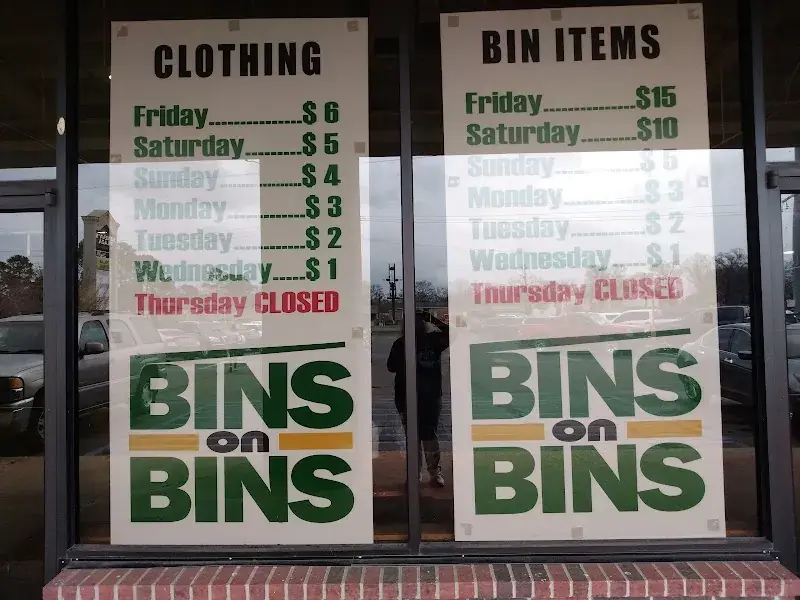 CLOTHING
Friday...............$ 6
Saturday..........$ 5
Sunday.............$ 4
Monday............$ 3
Tuesday...........$ 2
Wednesday.....$ 1
Thursday CLOSED
BINS
on
BINS
BIN ITEMS
Friday...............$15
Saturday.........$10
Sunday............$ 5
Monday............$ 3
Tuesday...........$ 2
Wednesday.....$ 1
Thursday CLOSED
BINS
on
BINS